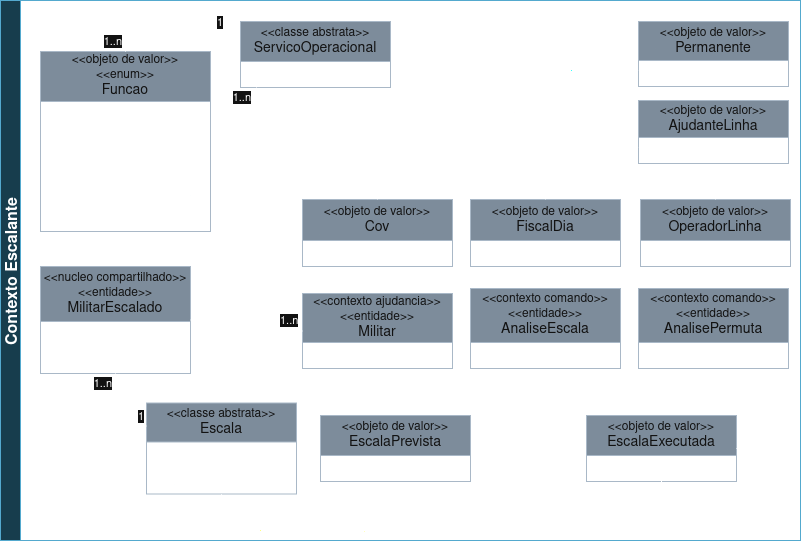 Contexto Escalante
1
<<classe abstrata>>
ServicoOperacional
1..n
1..n
<<objeto de valor>>
<<enum>>
Funcao
<<objeto de valor>>
Permanente
<<objeto de valor>>
AjudanteLinha
<<objeto de valor>>
Cov
<<objeto de valor>>
FiscalDia
<<objeto de valor>>
OperadorLinha
<<nucleo compartilhado>>
<<entidade>>
MilitarEscalado
1..n
1..n
<<contexto ajudancia>>
<<entidade>>
Militar
<<contexto comando>>
<<entidade>>
AnaliseEscala
<<contexto comando>>
<<entidade>>
AnalisePermuta
1
<<classe abstrata>>
Escala
<<objeto de valor>>
EscalaPrevista
<<objeto de valor>>
EscalaExecutada